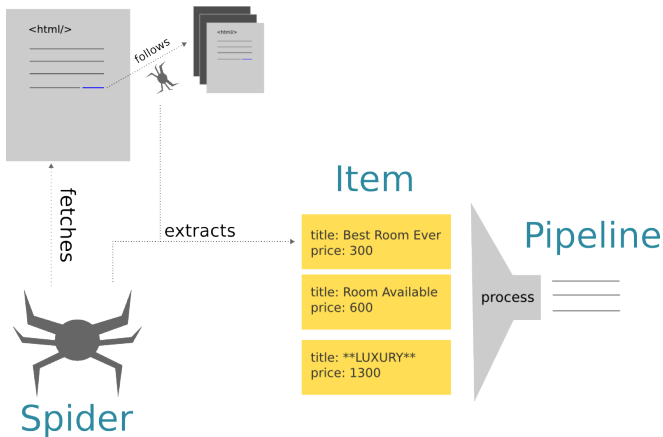 <html/>
follows
<html/>
fetches
extracts
Spider
Item
title: Best Room Ever
price: 300
title: Room Available
price: 600
title: **LUXURY**
price: 1300
process
Pipeline